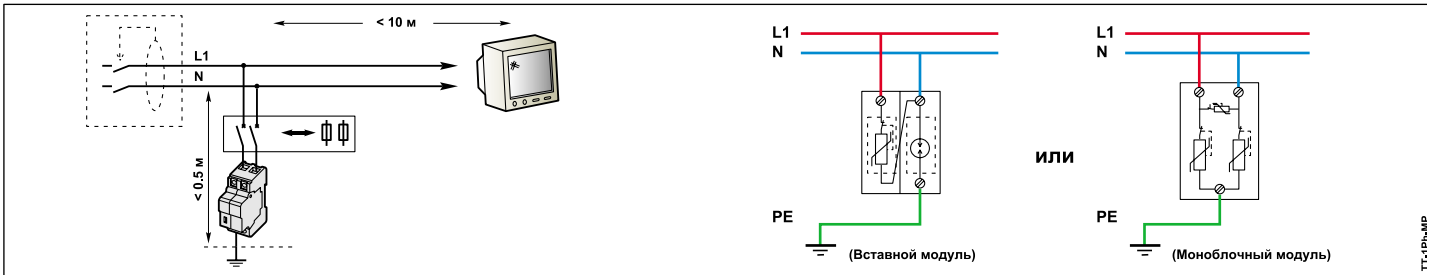 < 10 м
L1
N
< 0.5 м
L1
N
PE
(Вставной модуль)
или
L1
N
PE
(Моноблочный модуль)
TT-1Ph-MP